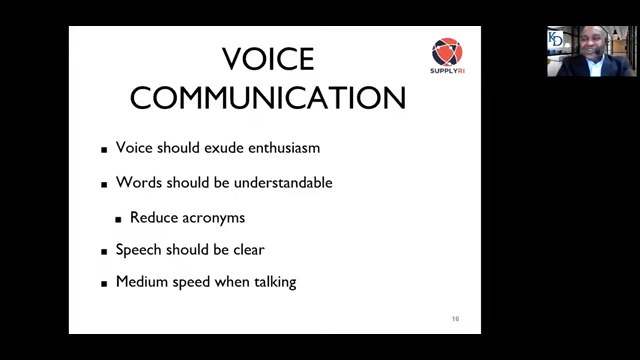 VOICE
COMMUNICATION
SUPPLYRI
Voice should exude enthusiasm
Words should be understandable
Reduce acronyms
Speech should be clear
Medium speed when talking
16
KD